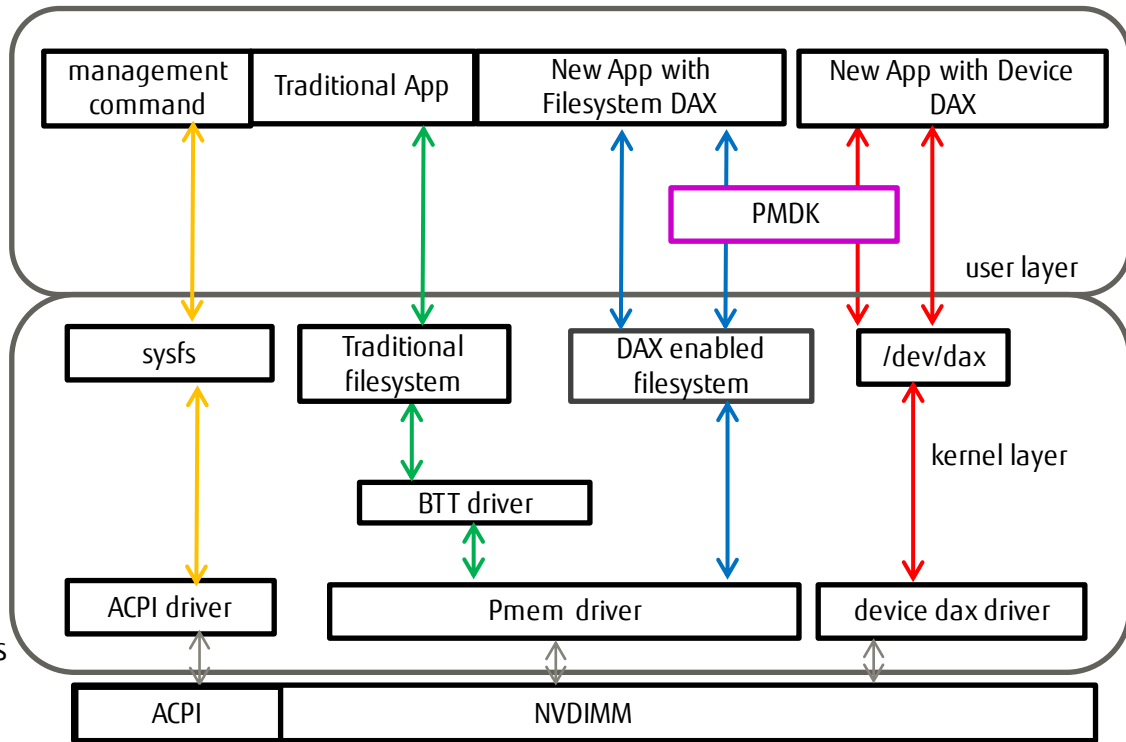 management
command
Traditional App
New App with
Filesystem DAX
New App with Device
DAX
PMDK
user layer
sysfs
Traditional
filesystem
DAX enabled
filesystem
/dev/dax
kernel layer
BTT driver
ACPI driver
Pmem driver
device dax driver
s
ACPI
NVDIMM